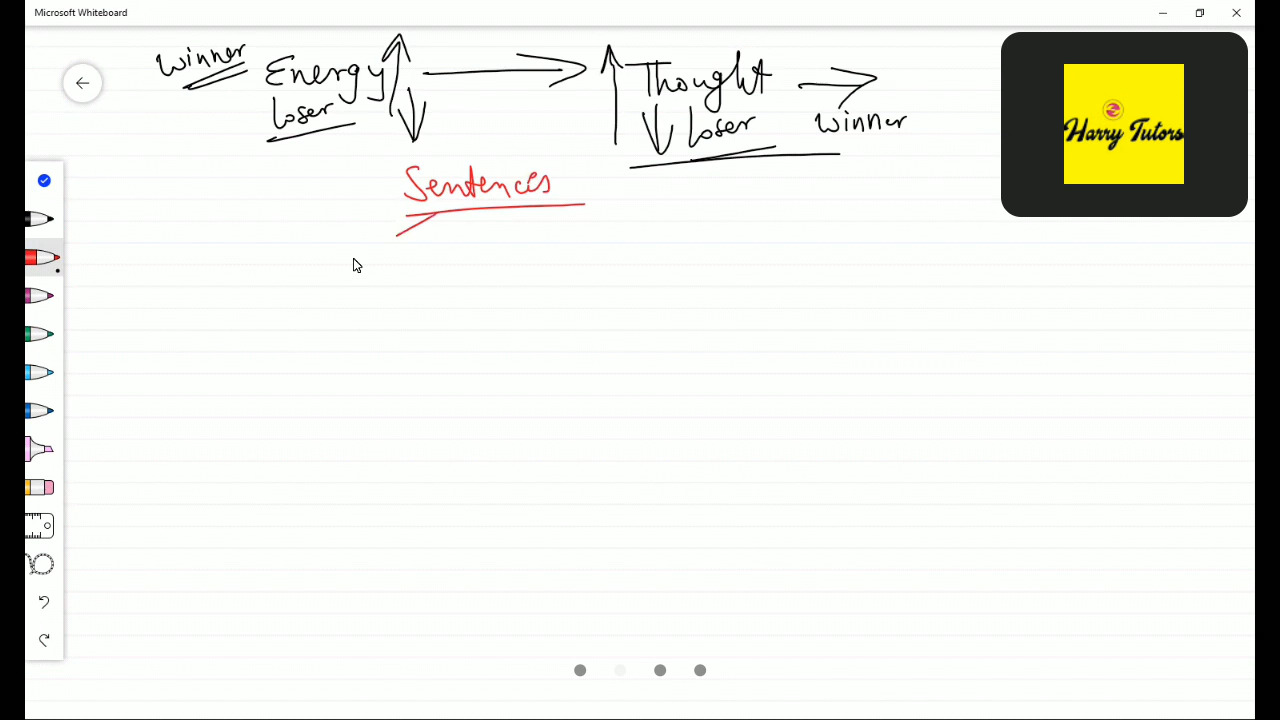 Microsoft Whiteboard
winner Energy Thought
loser loser winner
Sentences
Harry Tutors